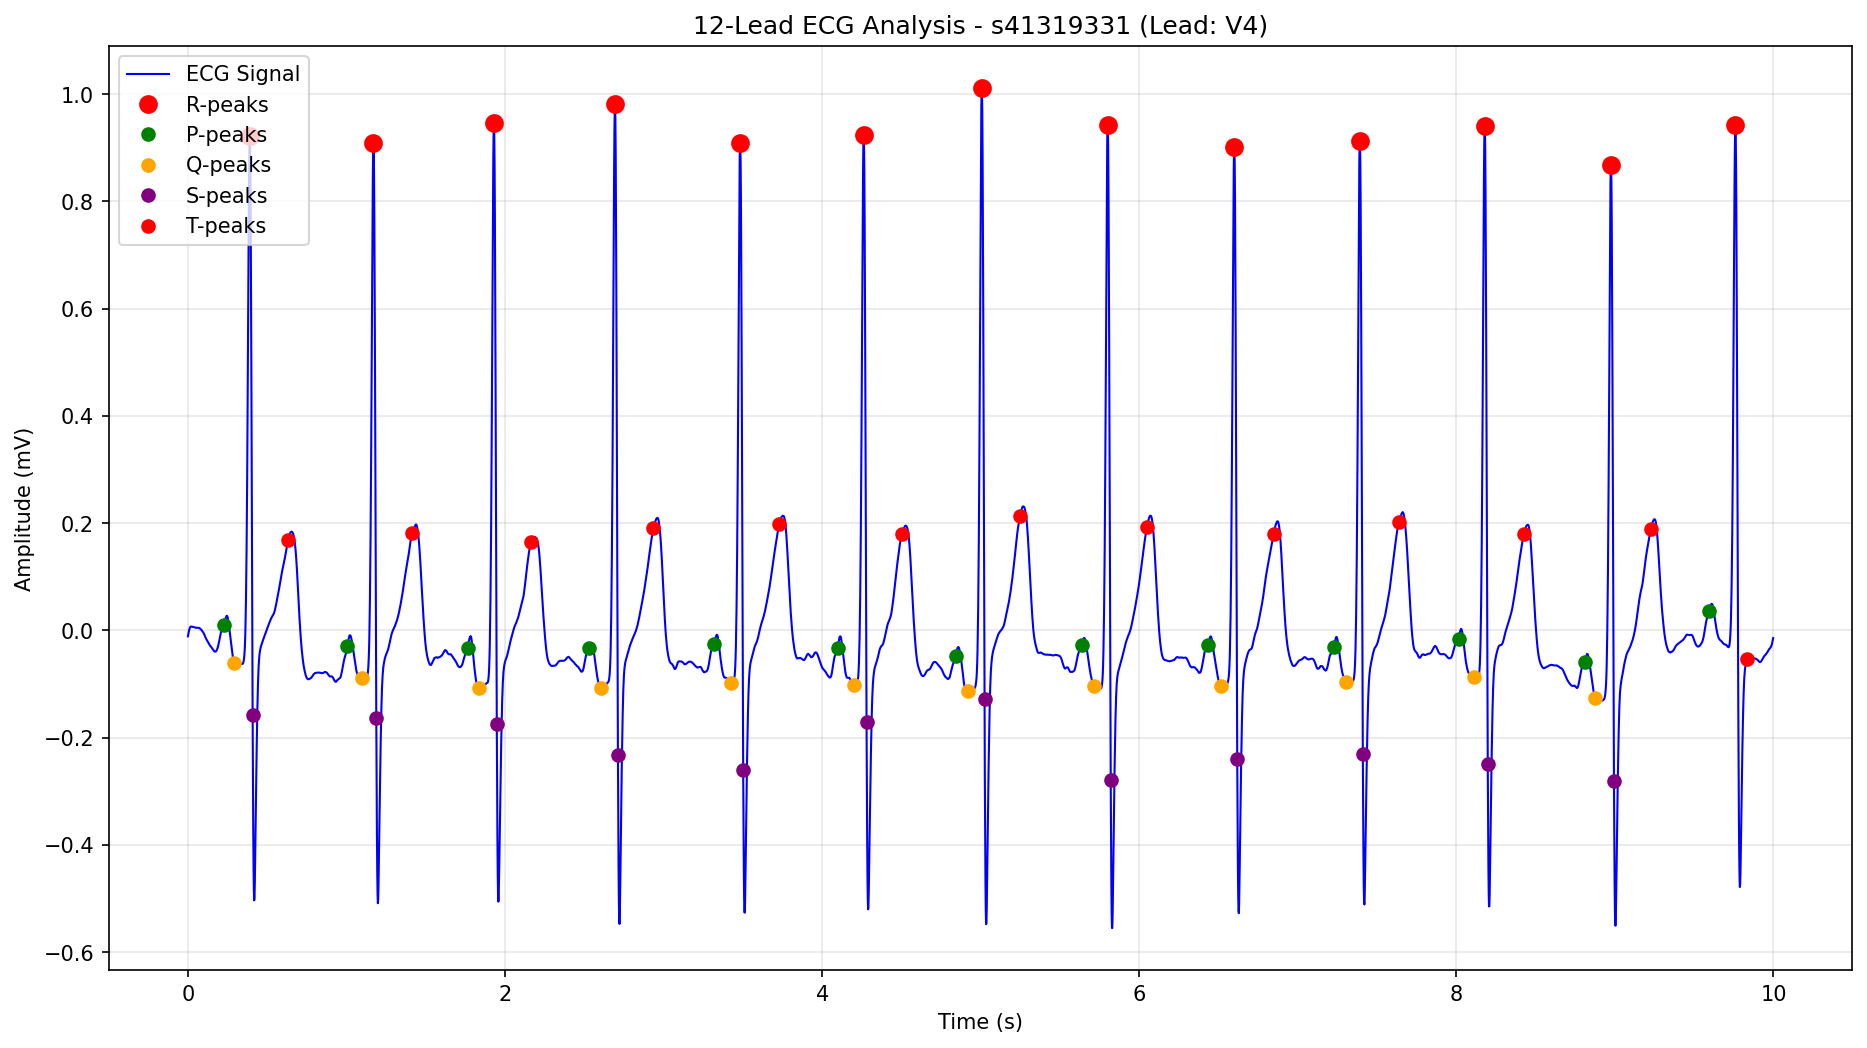 12-Lead ECG Analysis - s41319331 (Lead: V4)
ECG Signal
R-peaks
P-peaks
Q-peaks
S-peaks
T-peaks
1.0
0.8
0.6
0.4
0.2
0.0
−0.2
−0.4
−0.6
Amplitude (mV)
0 2 4 6 8 10
Time (s)